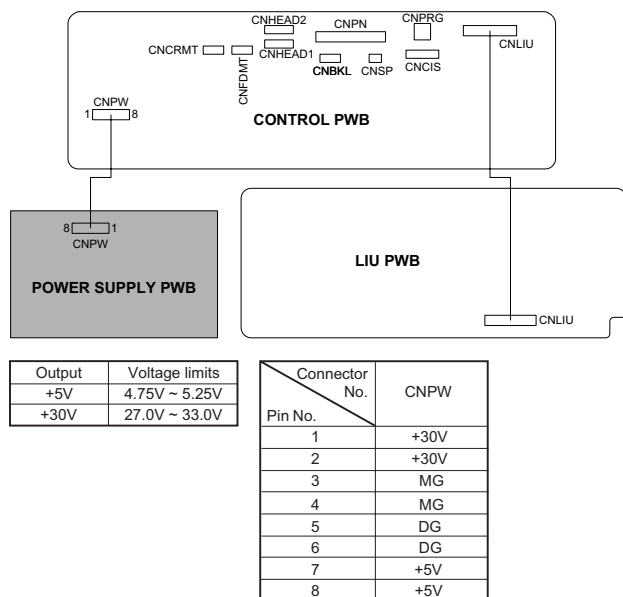 CNHEAD2
CNPN
CNPRG
CNCRMT
CNFDMT
CNHEAD1
CNBKL
CNSP
CNCIS
CNLIU
CNPW
1 8
CONTROL PWB
8 1
CNPW
POWER SUPPLY PWB
LIU PWB
CNLIU
Output Voltage limits
+5V 4.75V ~ 5.25V
+30V 27.0V ~ 33.0V
Connector
No.
Pin No.
CNPW
1 +30V
2 +30V
3 MG
4 MG
5 DG
6 DG
7 +5V
8 +5V